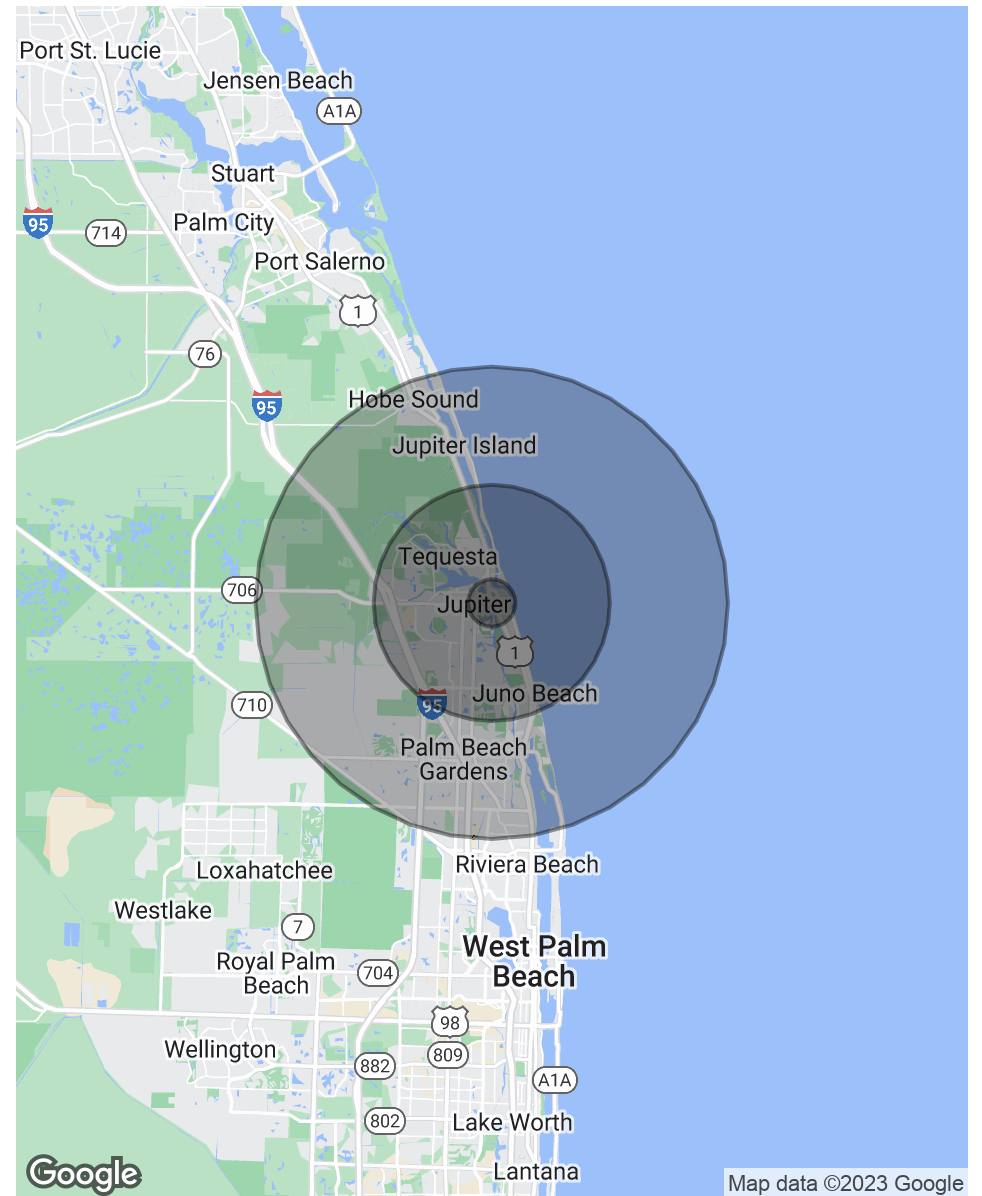 Port St. Lucie
Jensen Beach
A1A
Stuart
Palm City
95
714
Port Salerno
1
76
95
Hobe Sound
Jupiter Island
Tequesta
706
Jupiter
1
Juno Beach
95
710
Palm Beach
Gardens
Riviera Beach
Loxahatchee
Westlake
7
West Palm
Beach
Royal Palm
Beach
704
98
Wellington
809
882
A1A
802
Lake Worth
Lantana
Google
Map data ©2023 Google